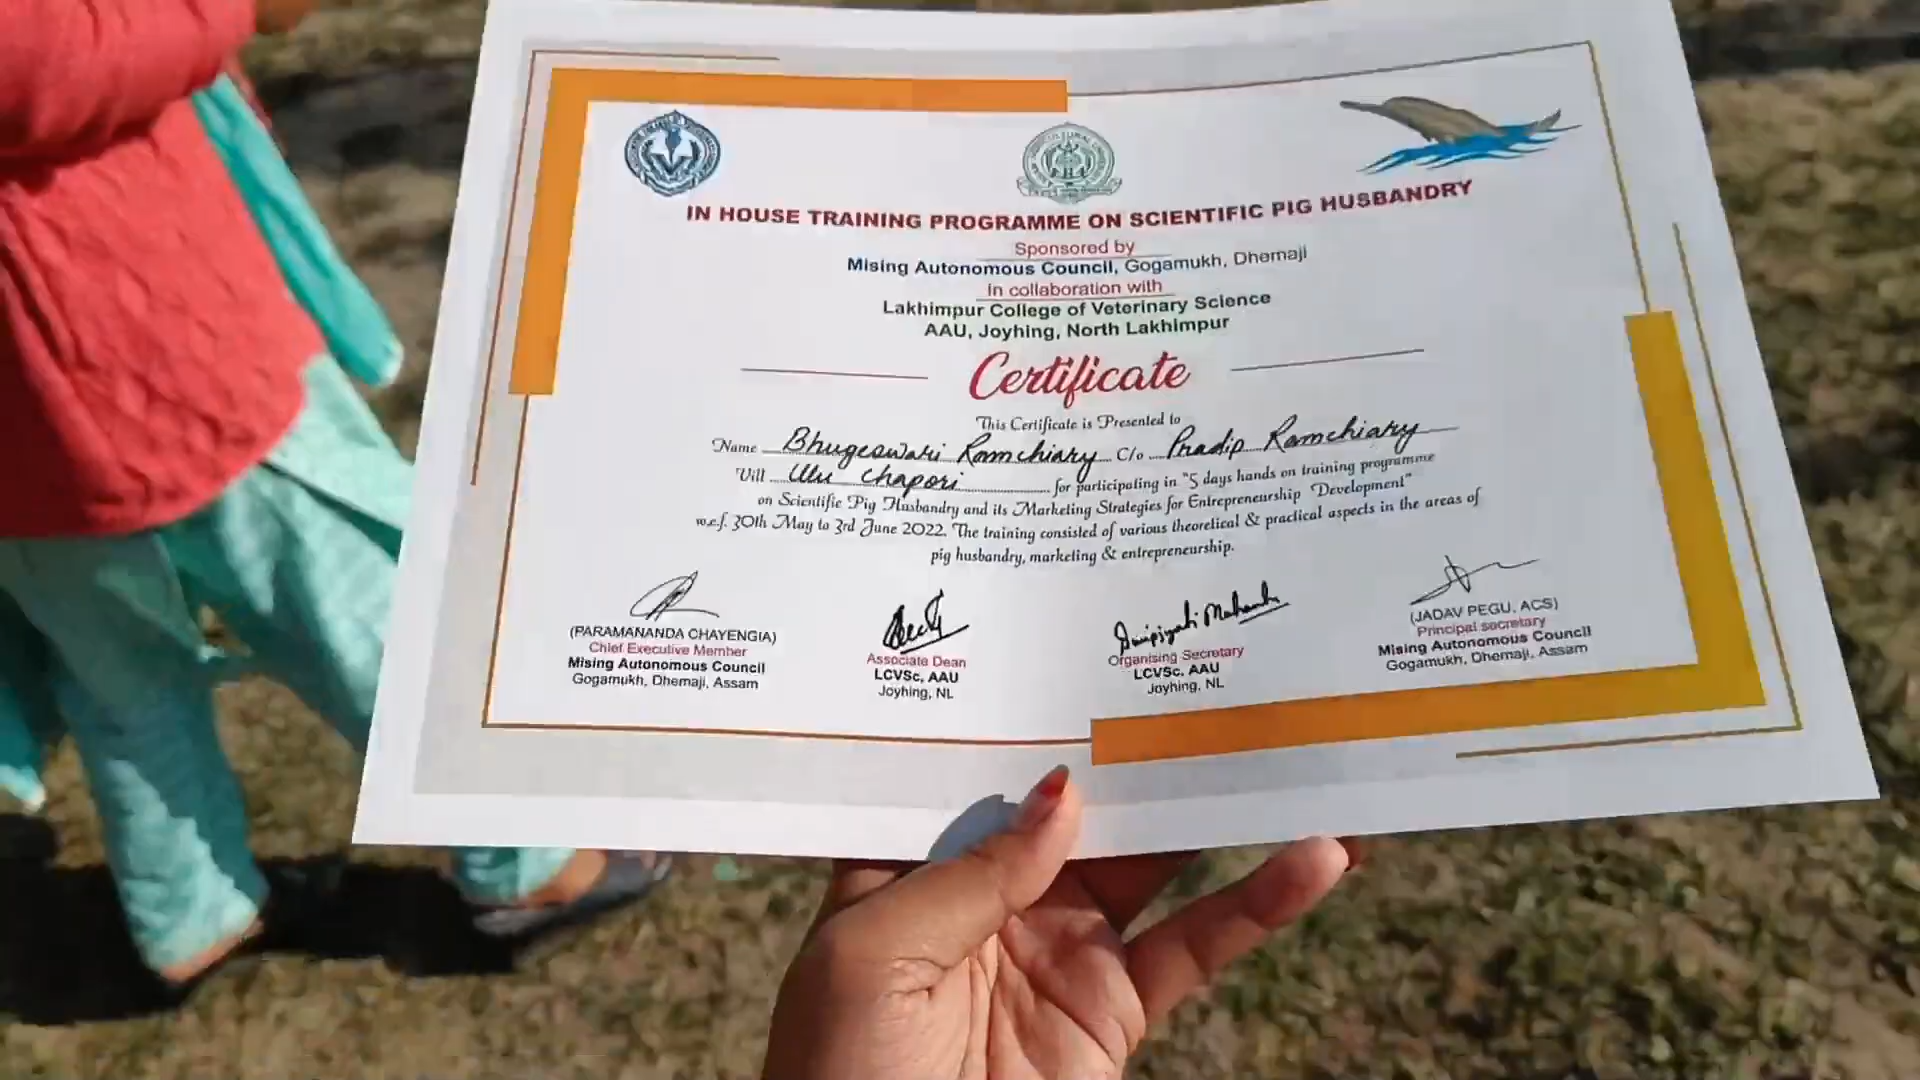 IN HOUSE TRAINING PROGRAMME ON SCIENTIFIC PIG HUSBANDRY
Sponsored by
Mising Autonomous Council, Gogamukh, Dhemaji
In collaboration with
Lakhimpur College of Veterinary Science
AAU, Joyhing, North Lakhimpur
Certificate
This Certificate is Presented to
Name Bhugeswari Ramchiary C/o Pradip Ramchiary
Vill Chapori for participating in "5 days hands on training programme
on Scientific Pig Husbandry and its Marketing Strategies for Entrepreneurship Development"
w.e.f. 30th May to 3rd June 2022. The training consisted of various theoretical & practical aspects in the areas of
pig husbandry, marketing & entrepreneurship.
(PARAMANANDA CHAYENGIA)
Chief Executive Member
Mising Autonomous Council
Gogamukh, Dhemaji, Assam
Associate Dean
LCVSc, AAU
Joyhing, NL
Organising Secretary
LCVSc. AAU
Joyhing, NL
(JADAV PEGU, ACS)
Principal secretary
Mising Autonomous Council
Gogamukh, Dhemaji, Assam